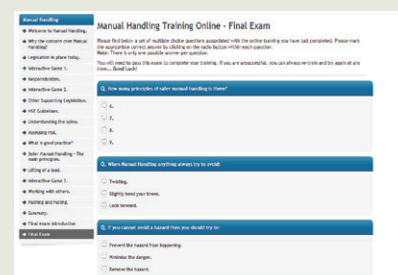 Manual Handling
Welcome to Manual Handling.
Why the concern over Manual
Handling?
Legislation in place today.
Interactive Game 1.
Responsibilities.
Interactive Game 2.
Other Supporting Legislation.
HSE Guidelines.
Understanding the spine.
Assessing risk.
What is good practice?
Safer Manual Handling - The
main principles.
Lifting of a load.
Interactive Game 3.
Working with others.
Pushing and Pulling.
Summary.
Final exam introduction
Final Exam
Manual Handling Training Online - Final Exam
Please find below a set of multiple choice questions associated with the online training you have just completed. Please mark
the appropriate correct answer by clicking on the radio button within each question.
Note: There is only one possible answer per question.
You will need to pass this exam to complete your training. If you are unsuccessful, you can always re-train and try again at any
time... Good Luck!
Q. How many principles of safer manual handling is there?
6.
7.
8.
9.
Q. When Manual Handling anything always try to avoid:
Twisting.
Slightly bend your knees.
Look forward.
Q. If you cannot avoid a hazard then you should try to:
Prevent the hazard from happening.
Minimise the danger.
Remove the hazard.